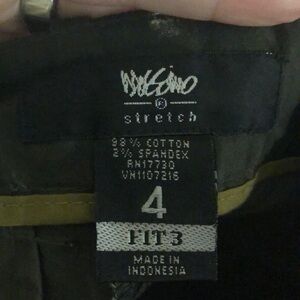 Mossimo
stretch
98% COTTON
2% SPANDEX
RN17730
VN1107216
4
FIT 3
MADE IN
INDONESIA